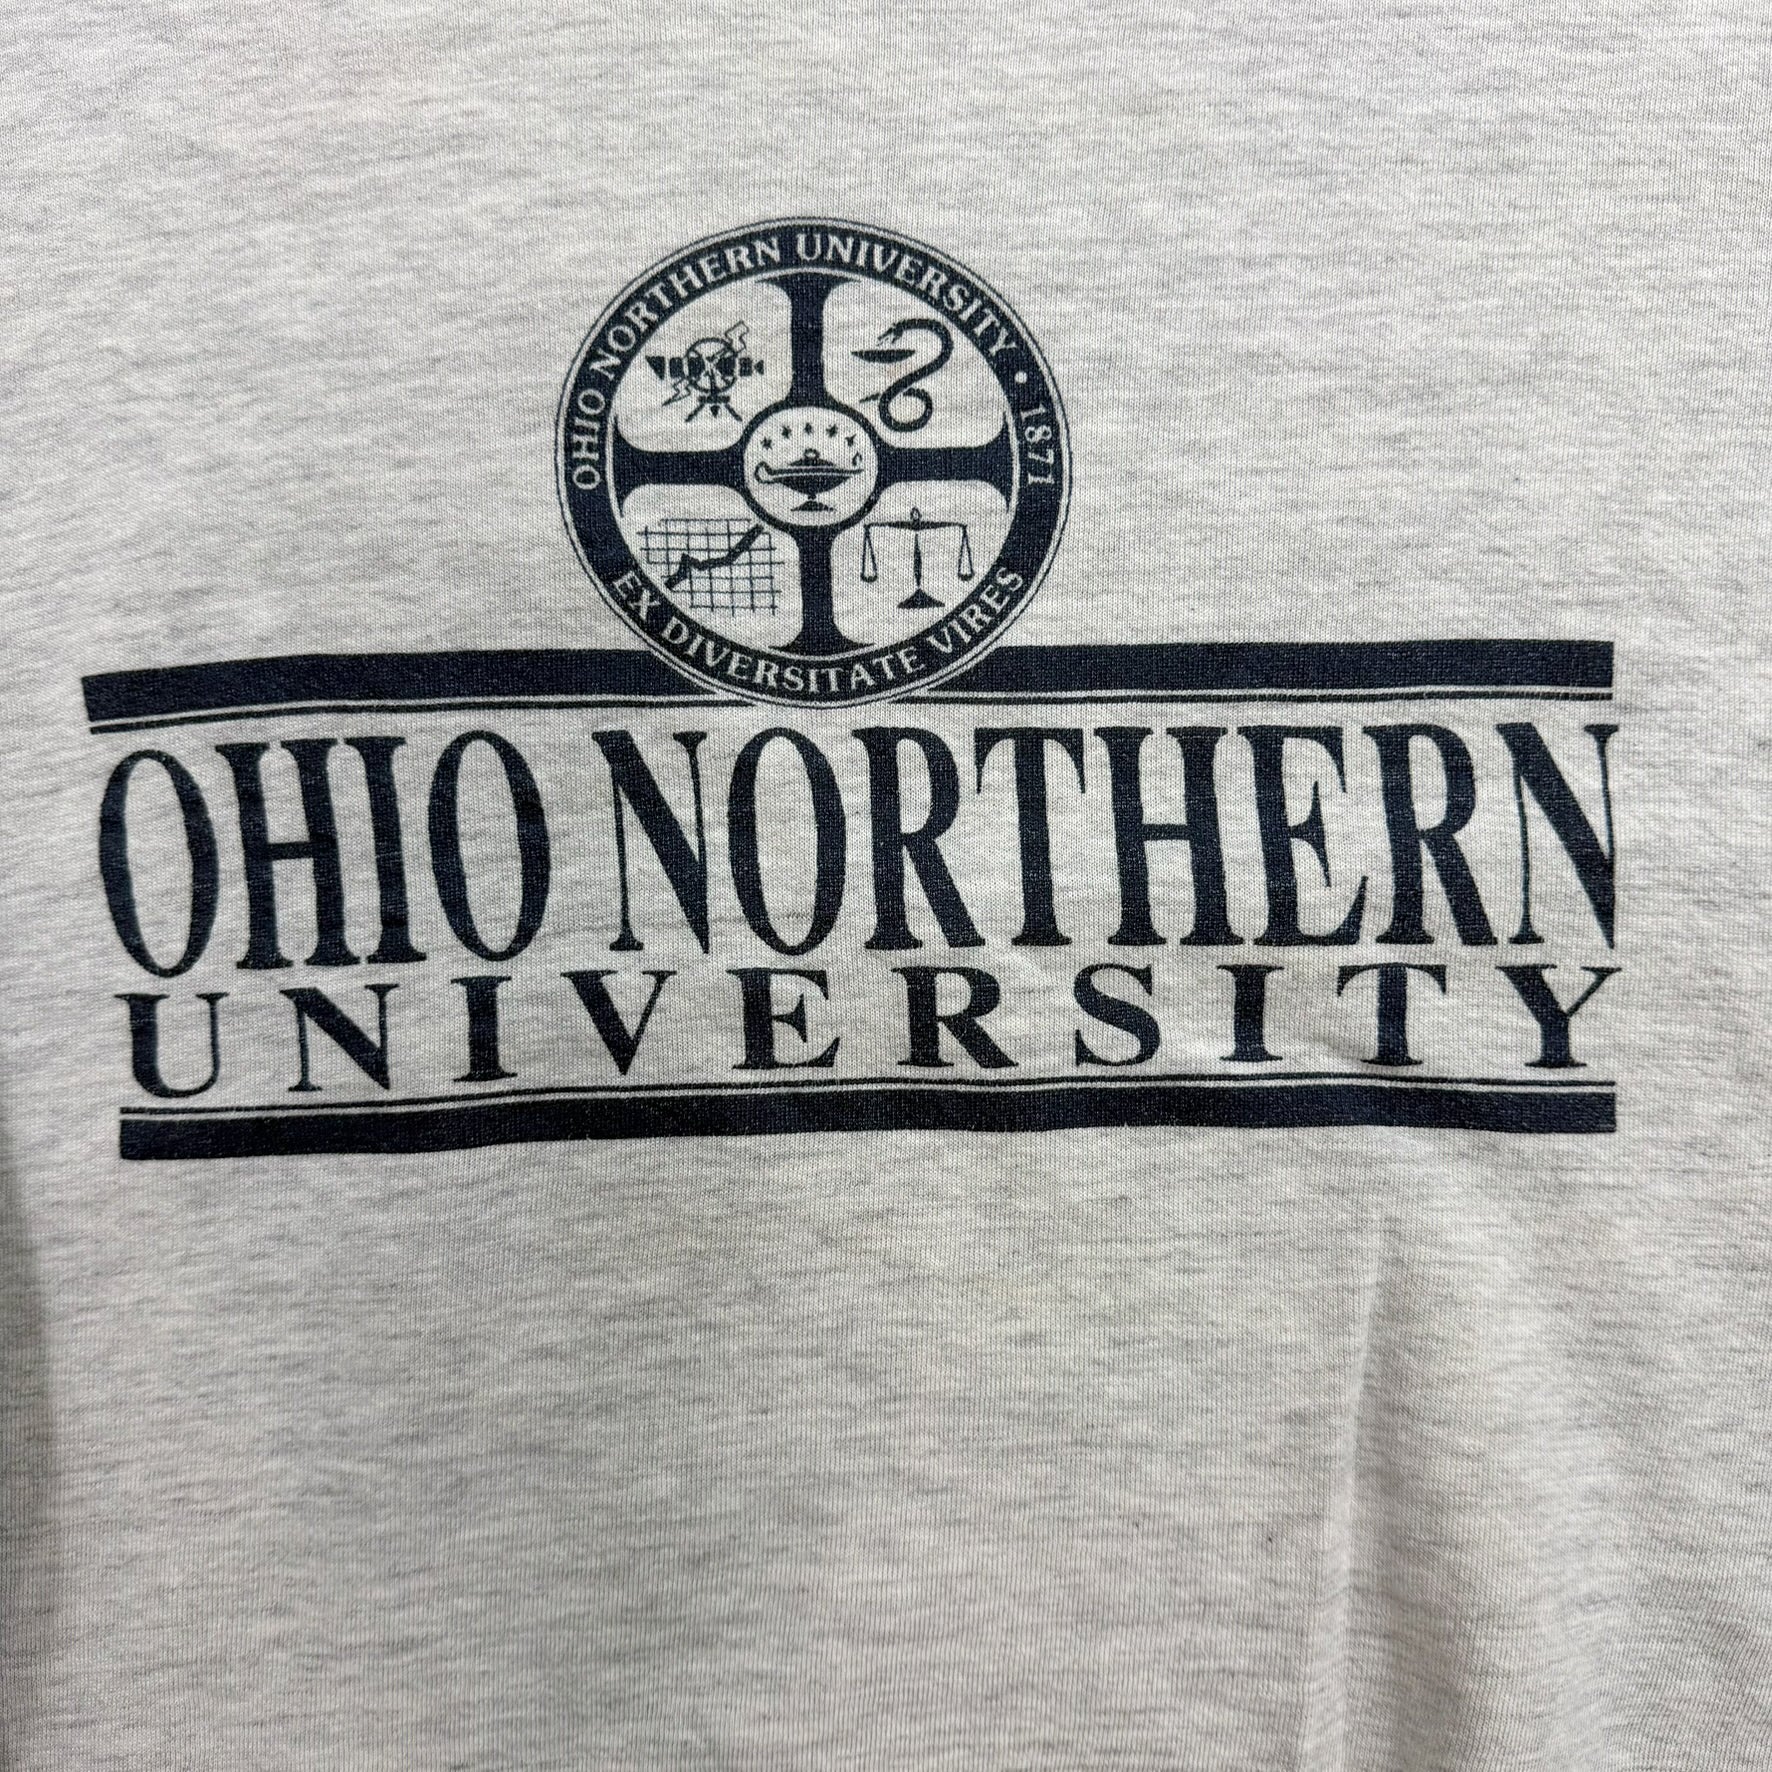 OHIO NORTHERN UNIVERSITY • 1871
EX DIVERSITATE VIRES
OHIO NORTHERN
UNIVERSITY